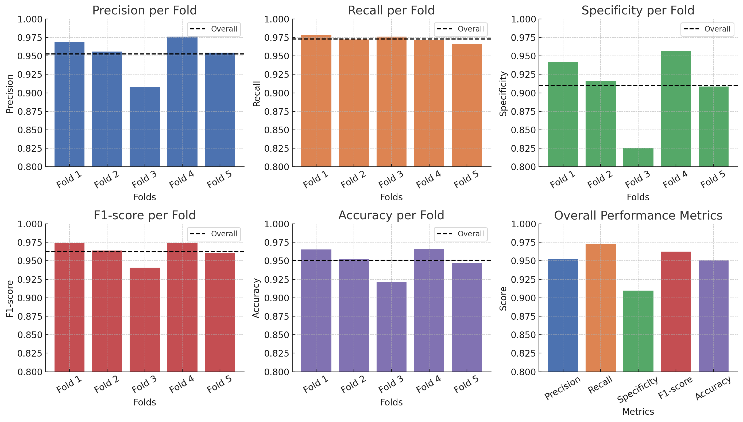 Precision per Fold
1.000
0.975
0.950
0.925
0.900
0.875
0.850
0.825
0.800
Precision
Overall
Fold 1
Fold 2
Fold 3
Fold 4
Fold 5
Folds
Recall per Fold
1.000
0.975
0.950
0.925
0.900
0.875
0.850
0.825
0.800
Recall
Overall
Fold 1
Fold 2
Fold 3
Fold 4
Fold 5
Folds
Specificity per Fold
1.000
0.975
0.950
0.925
0.900
0.875
0.850
0.825
0.800
Specificity
Overall
Fold 1
Fold 2
Fold 3
Fold 4
Fold 5
Folds
F1-score per Fold
1.000
0.975
0.950
0.925
0.900
0.875
0.850
0.825
0.800
F1-score
Overall
Fold 1
Fold 2
Fold 3
Fold 4
Fold 5
Folds
Accuracy per Fold
1.000
0.975
0.950
0.925
0.900
0.875
0.850
0.825
0.800
Accuracy
Overall
Fold 1
Fold 2
Fold 3
Fold 4
Fold 5
Folds
Overall Performance Metrics
1.000
0.975
0.950
0.925
0.900
0.875
0.850
0.825
0.800
Score
Precision
Recall
Specificity
F1-score
Accuracy
Metrics